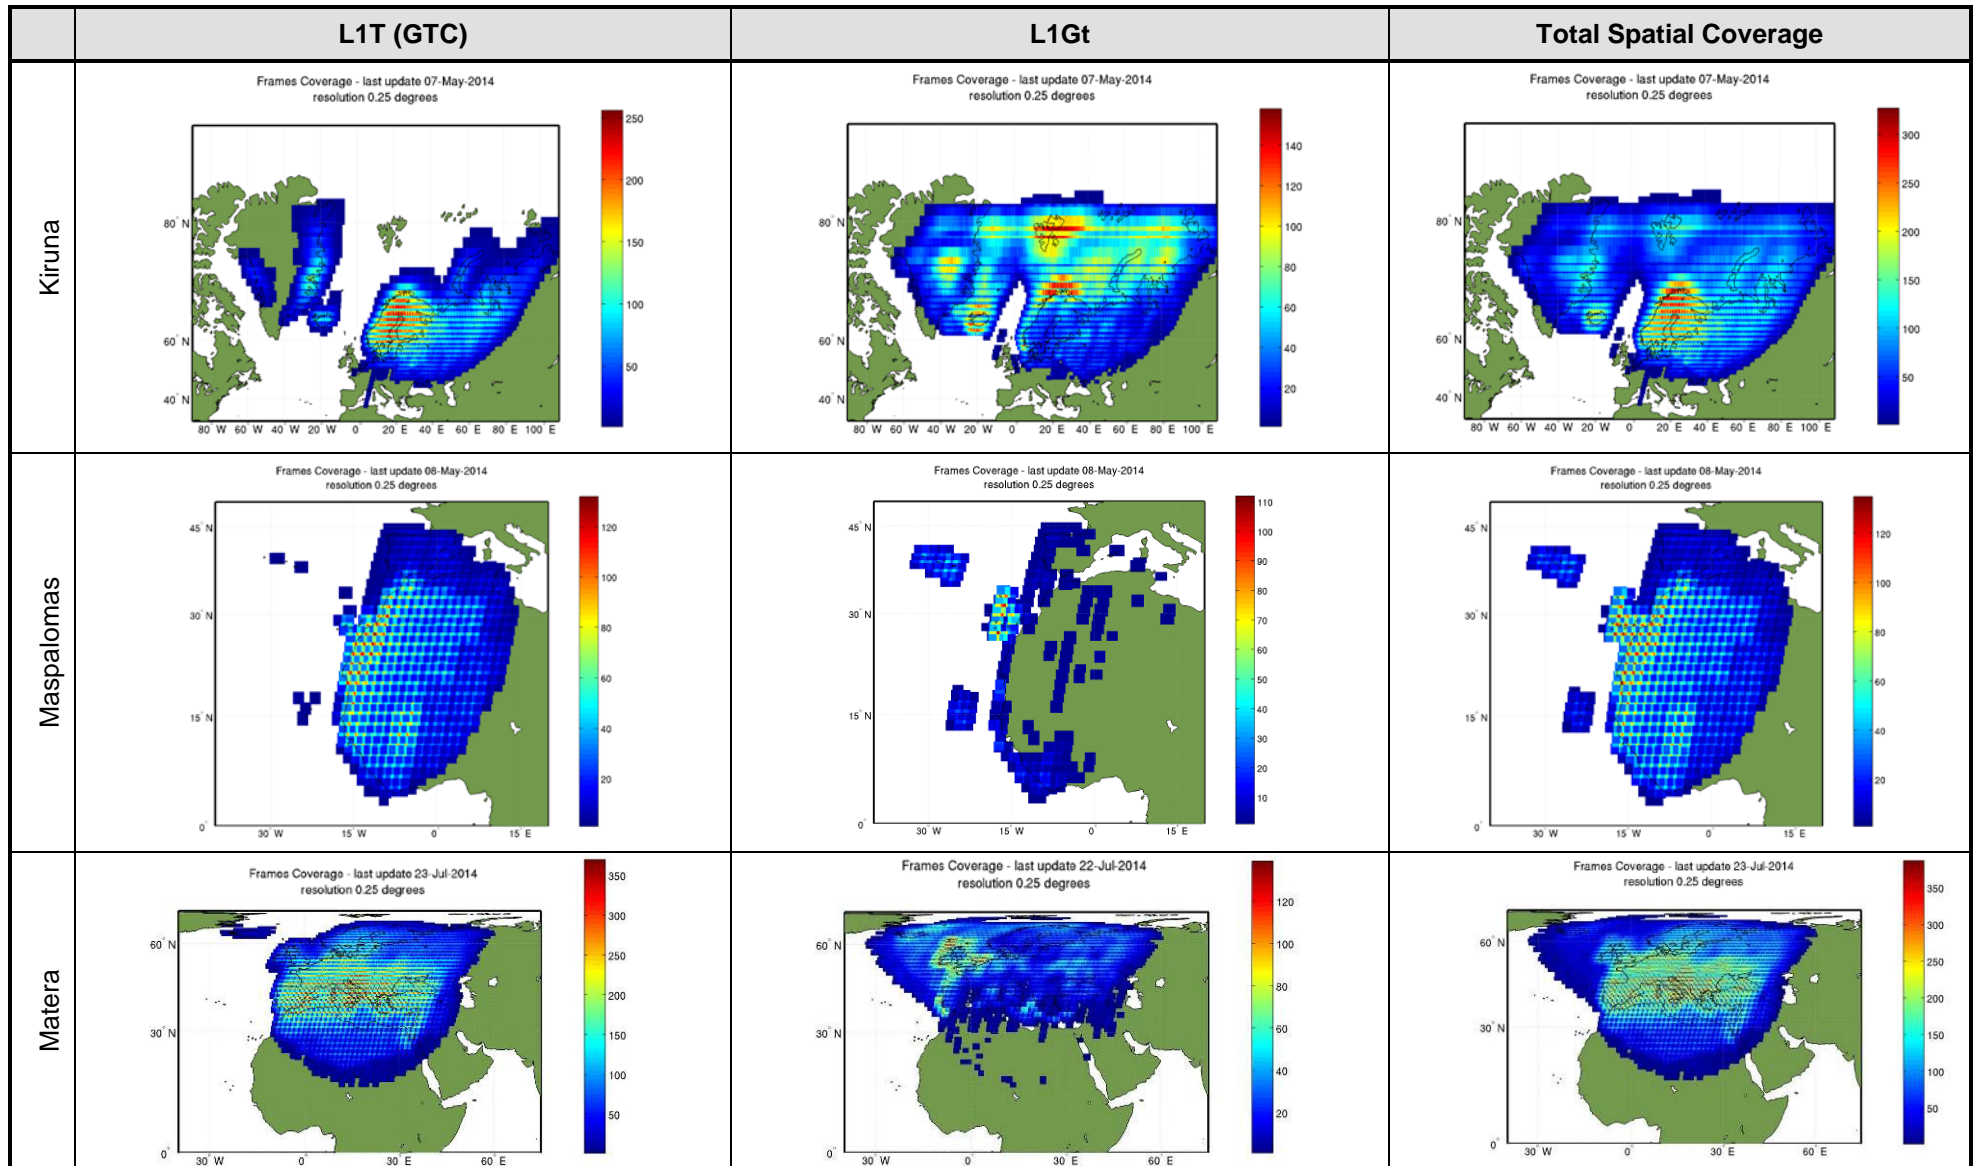 L1T (GTC) L1Gt Total Spatial Coverage
Kiruna
Frames Coverage - last update 07-May-2014
resolution 0.25 degrees
80° N
60° N
40° N
80° W 60° W 40° W 20° W 0° 20° E 40° E 60° E 80° E 100° E
250
200
150
100
50
Frames Coverage - last update 07-May-2014
resolution 0.25 degrees
80° N
60° N
40° N
80° W 60° W 40° W 20° W 0° 20° E 40° E 60° E 80° E 100° E
140
120
100
80
60
40
20
Frames Coverage - last update 07-May-2014
resolution 0.25 degrees
80° N
60° N
40° N
80° W 60° W 40° W 20° W 0° 20° E 40° E 60° E 80° E 100° E
300
250
200
150
100
50
Maspalomas
Frames Coverage - last update 08-May-2014
resolution 0.25 degrees
45° N
30° N
15° N
0°
30° W 15° W 0° 15° E
120
100
80
60
40
20
Frames Coverage - last update 08-May-2014
resolution 0.25 degrees
45° N
30° N
15° N
0°
30° W 15° W 0° 15° E
110
100
90
80
70
60
50
40
30
20
10
Frames Coverage - last update 08-May-2014
resolution 0.25 degrees
45° N
30° N
15° N
0°
30° W 15° W 0° 15° E
120
100
80
60
40
20
Matera
Frames Coverage - last update 23-Jul-2014
resolution 0.25 degrees
60° N
30° N
0°
30° W 0° 30° E 60° E
350
300
250
200
150
100
50
Frames Coverage - last update 22-Jul-2014
resolution 0.25 degrees
60° N
30° N
0°
30° W 0° 30° E 60° E
120
100
80
60
40
20
Frames Coverage - last update 23-Jul-2014
resolution 0.25 degrees
60° N
30° N
0°
30° W 0° 30° E 60° E
350
300
250
200
150
100
50